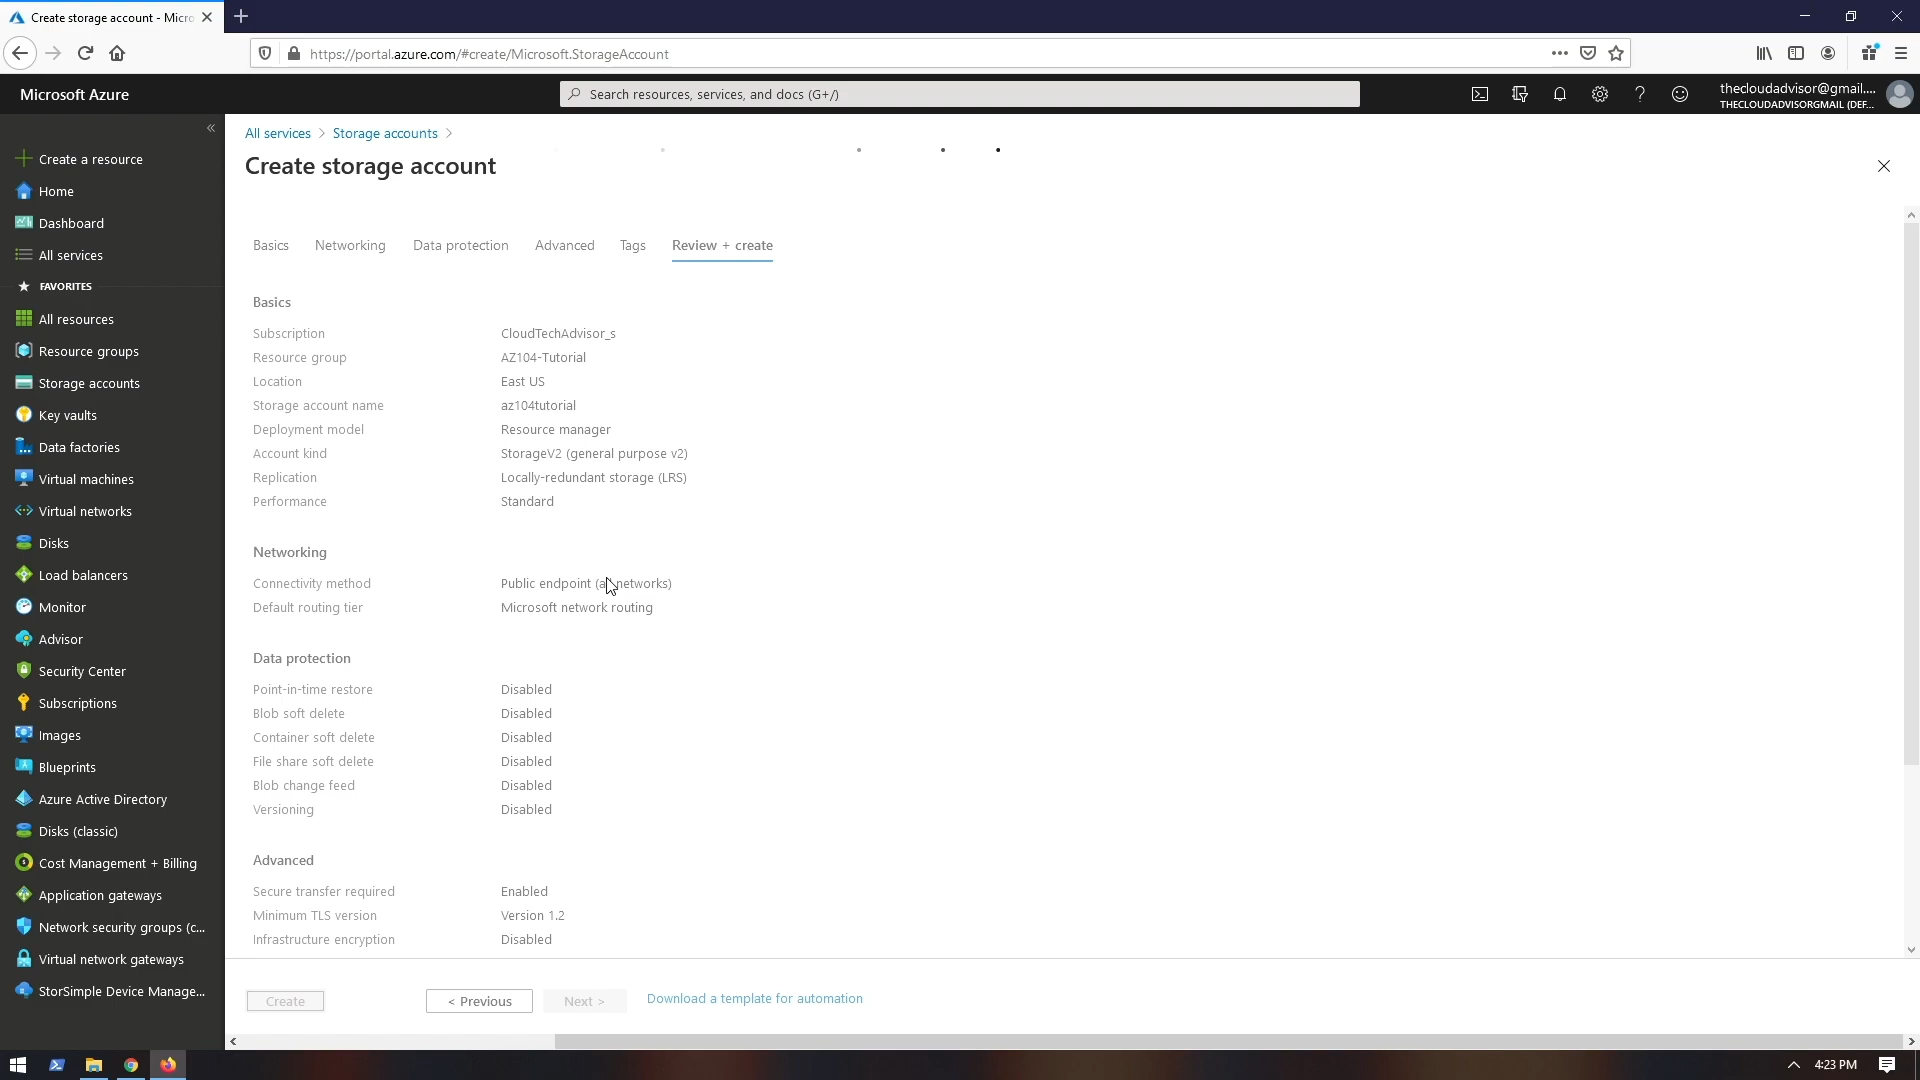 Create storage account - Micro
https://portal.azure.com/#create/Microsoft.StorageAccount
Microsoft Azure
Search resources, services, and docs (G+/)
thecloudadvisor@gmail....
THECLOUDADVISORGMAIL (DEF...
Create a resource
Home
Dashboard
All services
FAVORITES
All resources
Resource groups
Storage accounts
Key vaults
Data factories
Virtual machines
Virtual networks
Disks
Load balancers
Monitor
Advisor
Security Center
Subscriptions
Images
Blueprints
Azure Active Directory
Disks (classic)
Cost Management + Billing
Application gateways
Network security groups (c...
Virtual network gateways
StorSimple Device Manage...
All services > Storage accounts >
Create storage account
Basics Networking Data protection Advanced Tags Review + create
Basics
Subscription CloudTechAdvisor_s
Resource group AZ104-Tutorial
Location East US
Storage account name az104tutorial
Deployment model Resource manager
Account kind StorageV2 (general purpose v2)
Replication Locally-redundant storage (LRS)
Performance Standard
Networking
Connectivity method Public endpoint (all networks)
Default routing tier Microsoft network routing
Data protection
Point-in-time restore Disabled
Blob soft delete Disabled
Container soft delete Disabled
File share soft delete Disabled
Blob change feed Disabled
Versioning Disabled
Advanced
Secure transfer required Enabled
Minimum TLS version Version 1.2
Infrastructure encryption Disabled
Create < Previous Next > Download a template for automation
4:23 PM